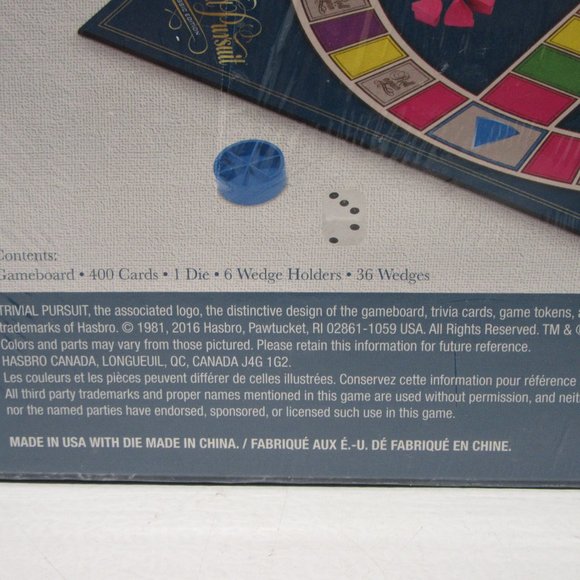 Pursuit
Contents:
Gameboard • 400 Cards • 1 Die • 6 Wedge Holders • 36 Wedges
TRIVIAL PURSUIT, the associated logo, the distinctive design of the gameboard, trivia cards, game tokens,
trademarks of Hasbro. © 1981, 2016 Hasbro, Pawtucket, RI 02861-1059 USA. All Rights Reserved. TM &
Colors and parts may vary from those pictured. Please retain this information for future reference.
HASBRO CANADA, LONGUEUIL, QC, CANADA J4G 1G2.
Les couleurs et les pièces peuvent différer de celles illustrées. Conservez cette information pour référence
All third party trademarks and proper names mentioned in this game are used without permission, and
nor the named parties have endorsed, sponsored, or licensed such use in this game.
MADE IN USA WITH DIE MADE IN CHINA. / FABRIQUÉ AUX É.-U. DÉ FABRIQUÉ EN CHINE.